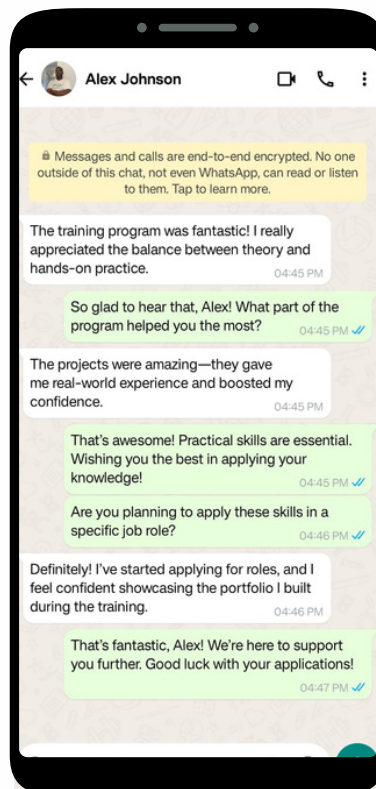 Alex Johnson
Messages and calls are end-to-end encrypted. No one
outside of this chat, not even WhatsApp, can read or listen
to them. Tap to learn more.
The training program was fantastic! I really
appreciated the balance between theory and
hands-on practice.
04:45 PM
So glad to hear that, Alex! What part of the
program helped you the most?
04:45 PM
The projects were amazing—they gave
me real-world experience and boosted my
confidence.
04:45 PM
That's awesome! Practical skills are essential.
Wishing you the best in applying your
knowledge!
04:45 PM
Are you planning to apply these skills in a
specific job role?
04:46 PM
Definitely! I've started applying for roles, and I
feel confident showcasing the portfolio I built
during the training.
04:46 PM
That's fantastic, Alex! We're here to support
you further. Good luck with your applications!
04:47 PM